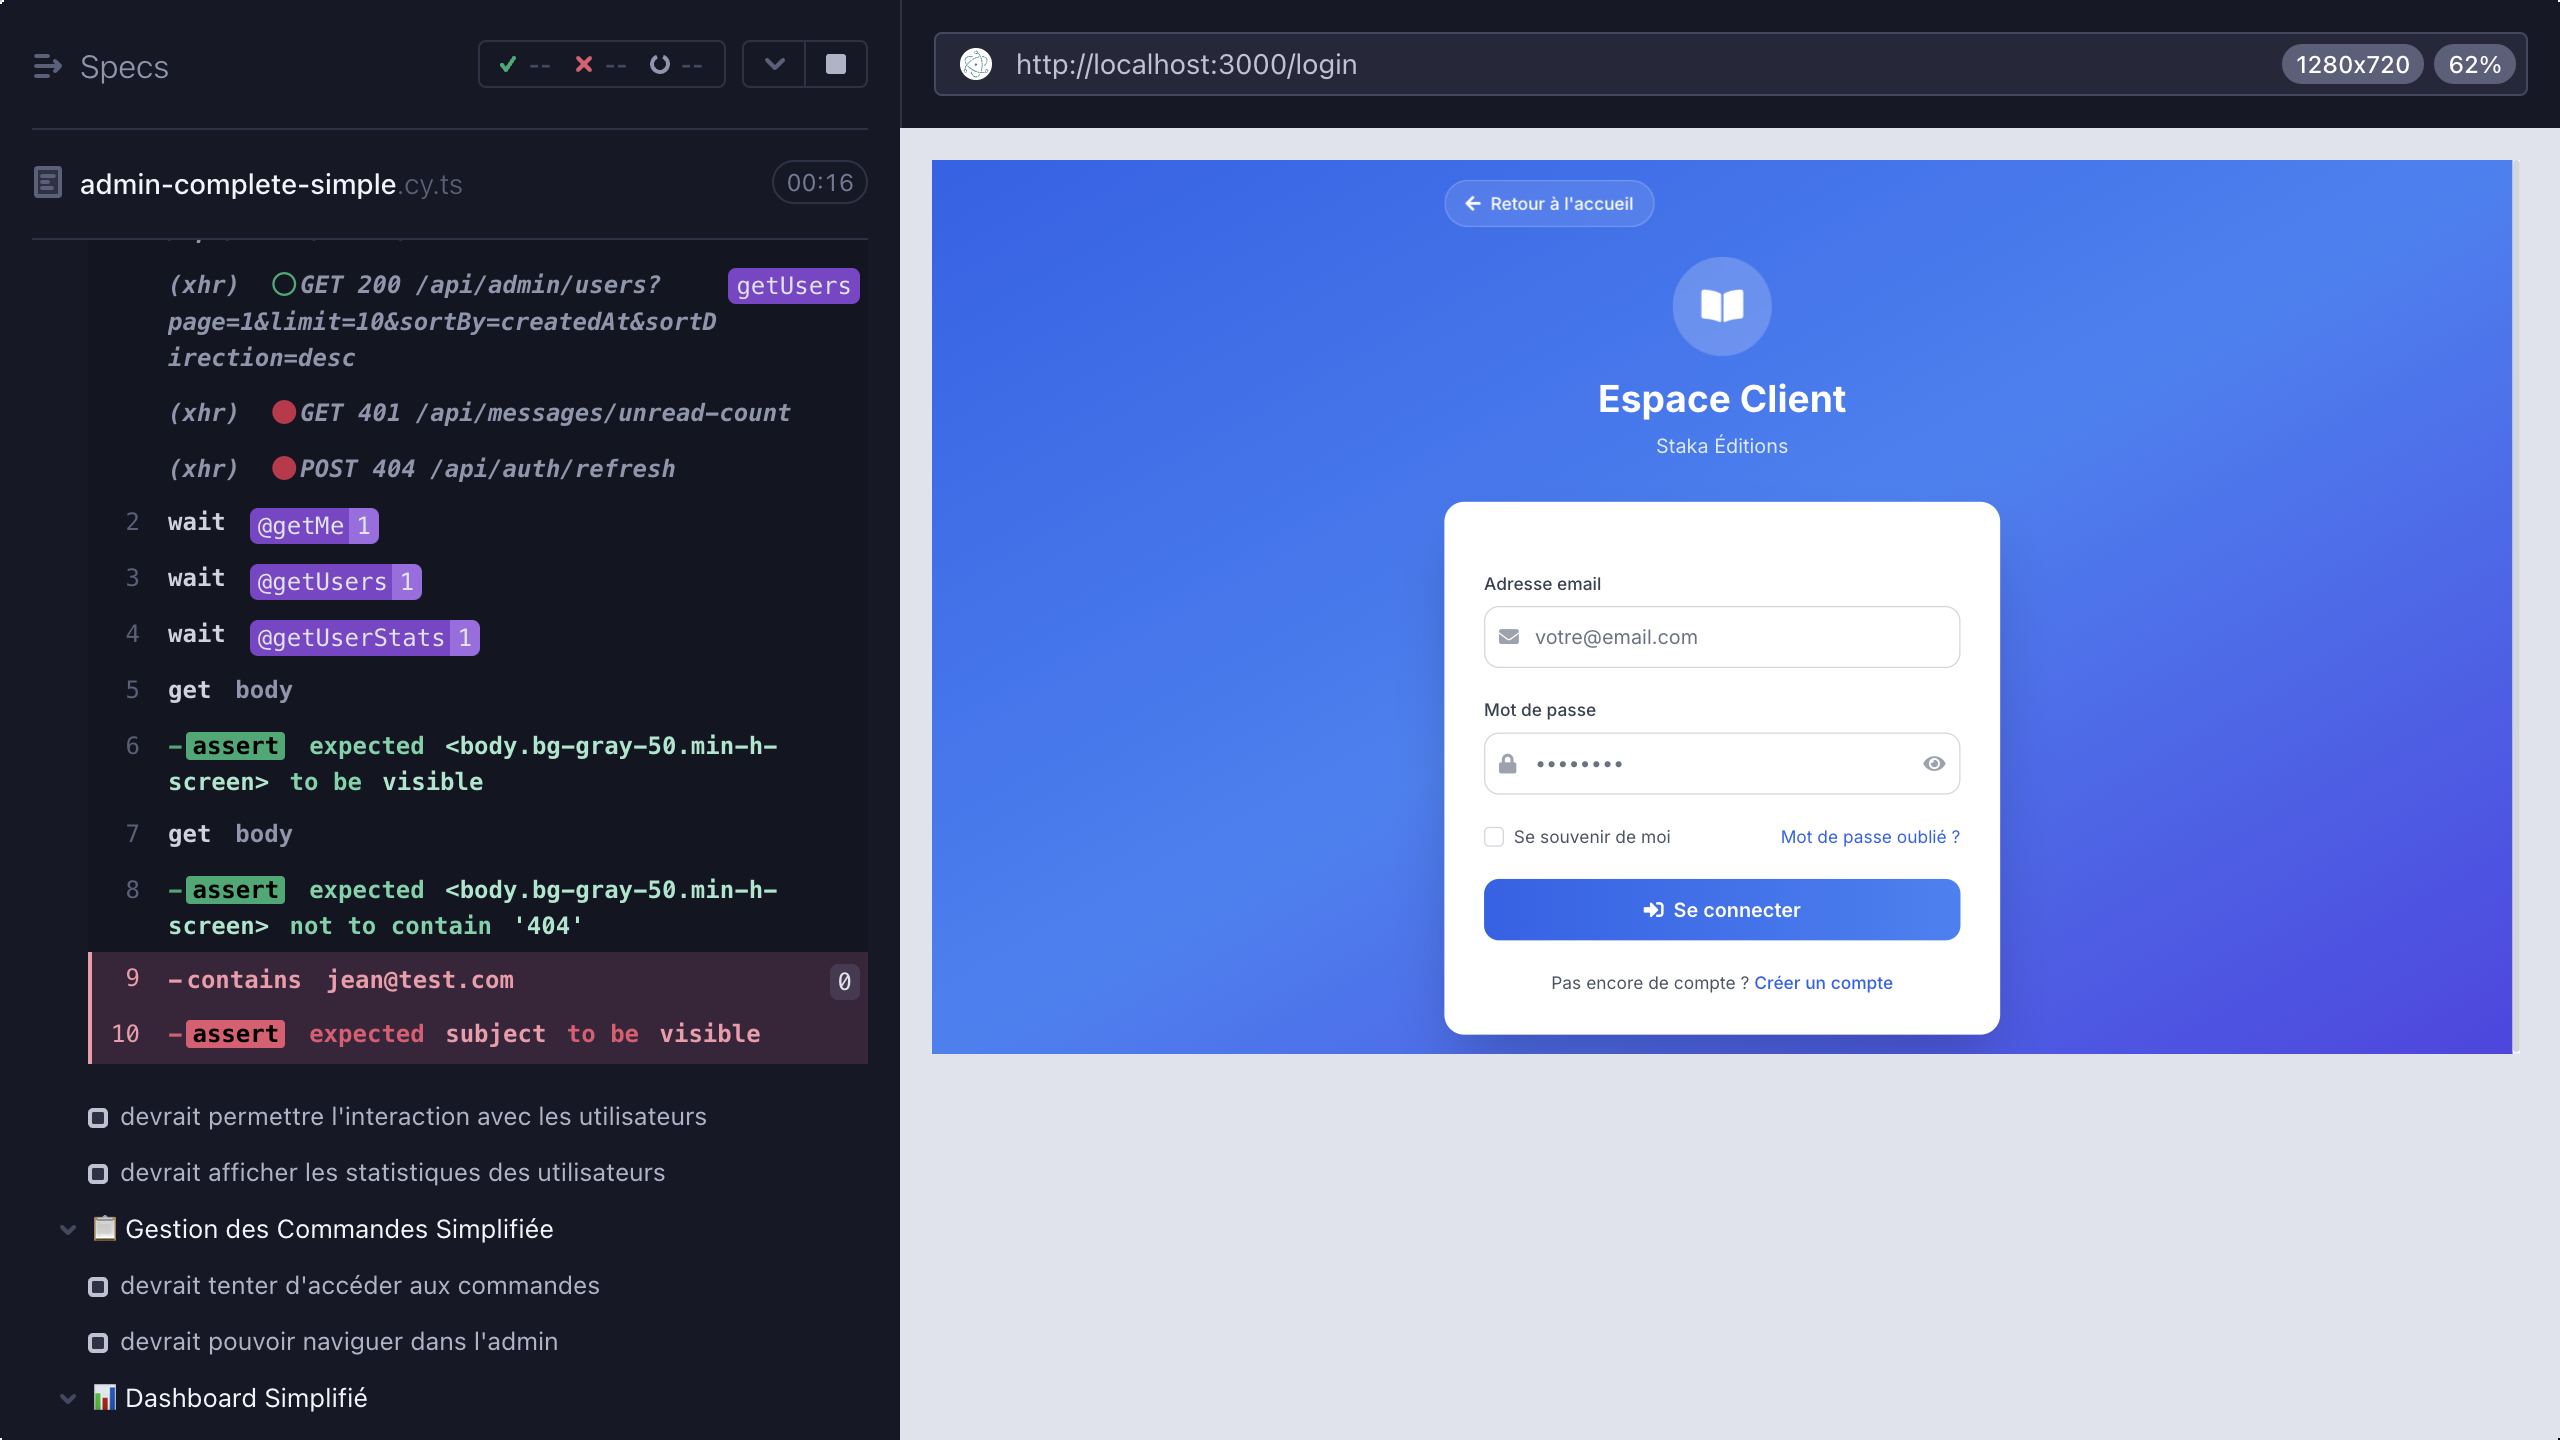 Specs
--
--
--
admin-complete-simple.cy.ts
00:16
(xhr) GET 200 /api/admin/users?
page=1&limit=10&sortBy=createdAt&sortD
irection=desc
getUsers
(xhr) GET 401 /api/messages/unread-count
(xhr) POST 404 /api/auth/refresh
2 wait @getMe 1
3 wait @getUsers 1
4 wait @getUserStats 1
5 get body
6 -assert expected <body.bg-gray-50.min-h-
screen> to be visible
7 get body
8 -assert expected <body.bg-gray-50.min-h-
screen> not to contain '404'
9 -contains jean@test.com 0
10 -assert expected subject to be visible
devrait permettre l'interaction avec les utilisateurs
devrait afficher les statistiques des utilisateurs
📋 Gestion des Commandes Simplifiée
devrait tenter d'accéder aux commandes
devrait pouvoir naviguer dans l'admin
📊 Dashboard Simplifié
http://localhost:3000/login
1280x720
62%
Retour à l'accueil
Espace Client
Staka Éditions
Adresse email
votre@email.com
Mot de passe
••••••••
Se souvenir de moi
Mot de passe oublié ?
Se connecter
Pas encore de compte ? Créer un compte